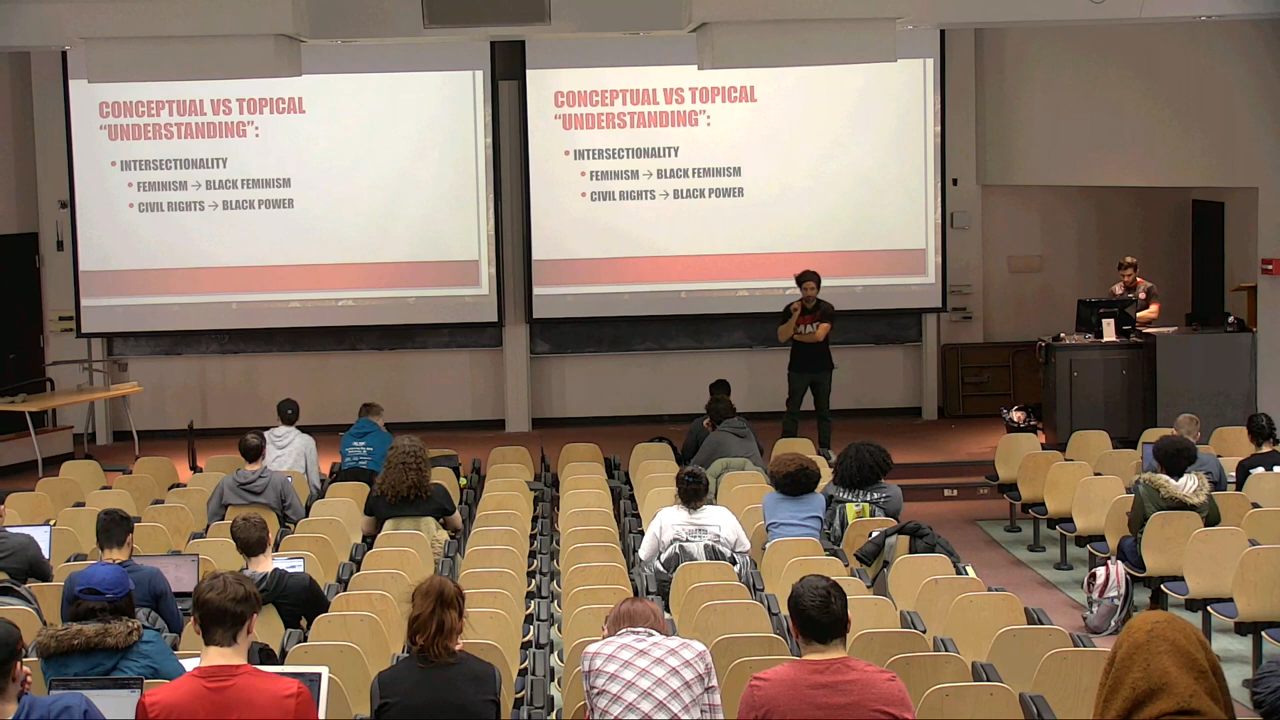 CONCEPTUAL VS TOPICAL
“UNDERSTANDING”:
• INTERSECTIONALITY
• FEMINISM → BLACK FEMINISM
• CIVIL RIGHTS → BLACK POWER
CONCEPTUAL VS TOPICAL
“UNDERSTANDING”:
• INTERSECTIONALITY
• FEMINISM → BLACK FEMINISM
• CIVIL RIGHTS → BLACK POWER